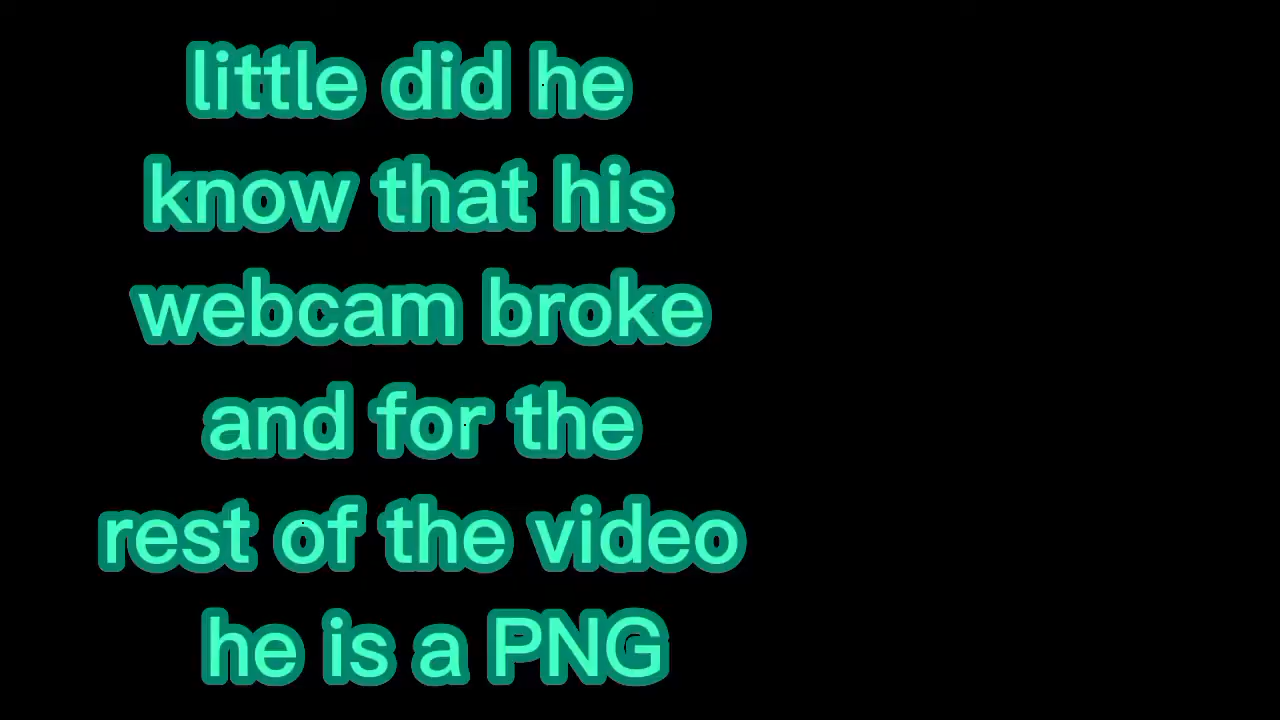 little did he
know that his
webcam broke
and for the
rest of the video
he is a PNG